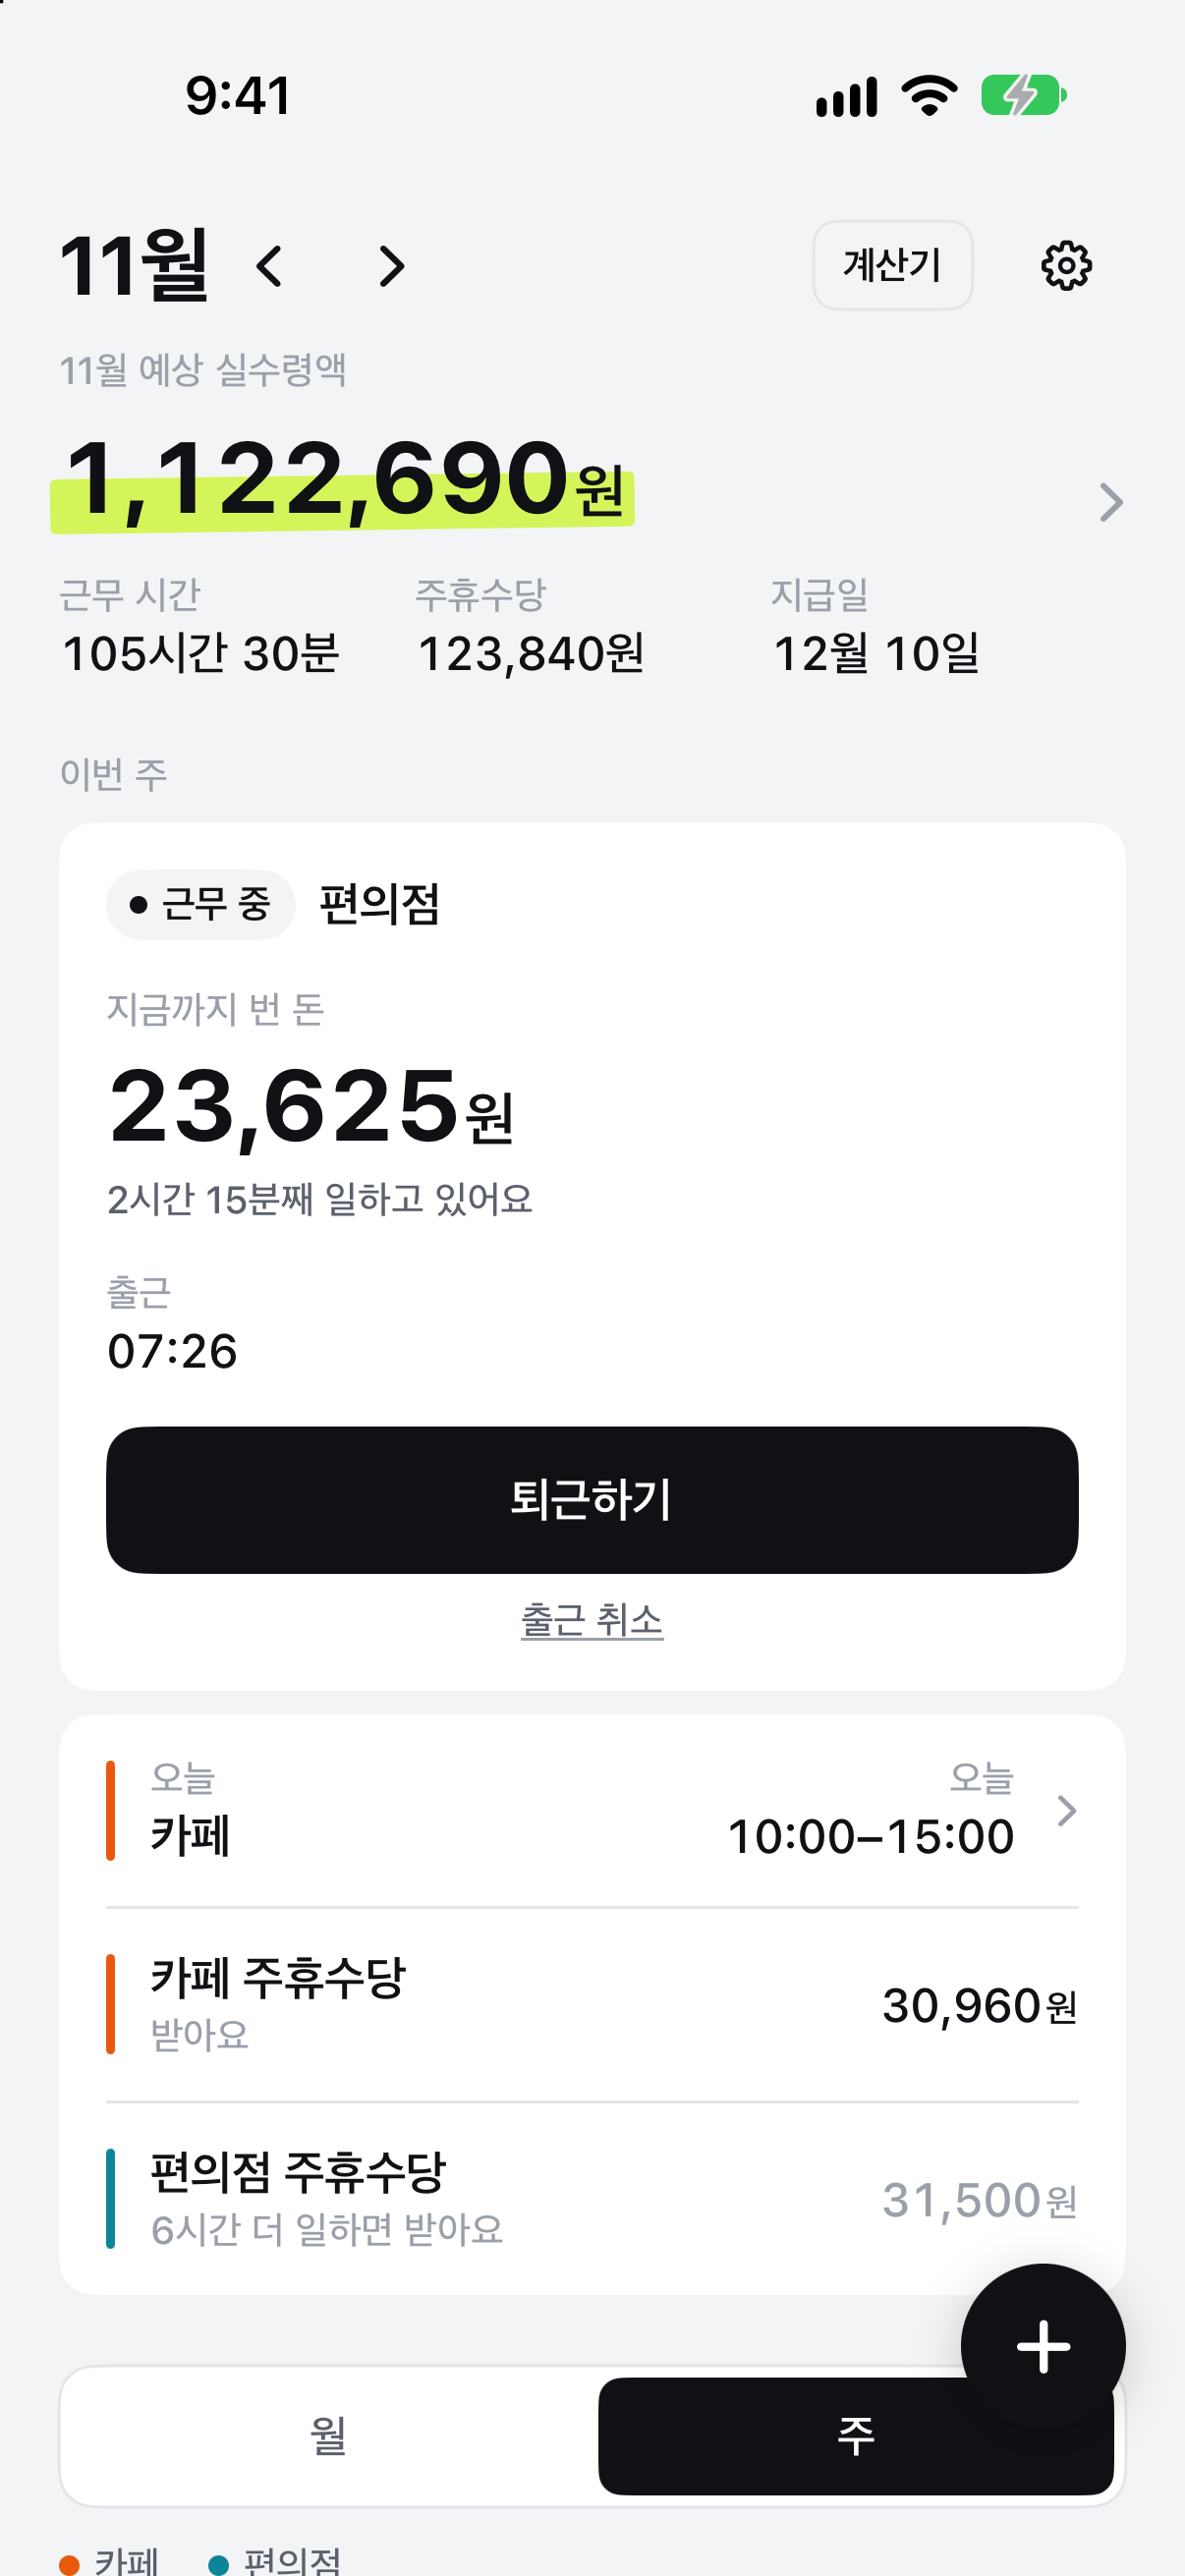 9:41
11월
계산기
11월 예상 실수령액
1,122,690원
근무 시간 주휴수당 지급일
105시간 30분 123,840원 12월 10일
이번 주
근무 중 편의점
지금까지 번 돈
23,625원
2시간 15분째 일하고 있어요
출근
07:26
퇴근하기
출근 취소
오늘 오늘
카페 10:00–15:00
카페 주휴수당
받아요
30,960원
편의점 주휴수당
6시간 더 일하면 받아요
31,500원
월 주
카페 편의점